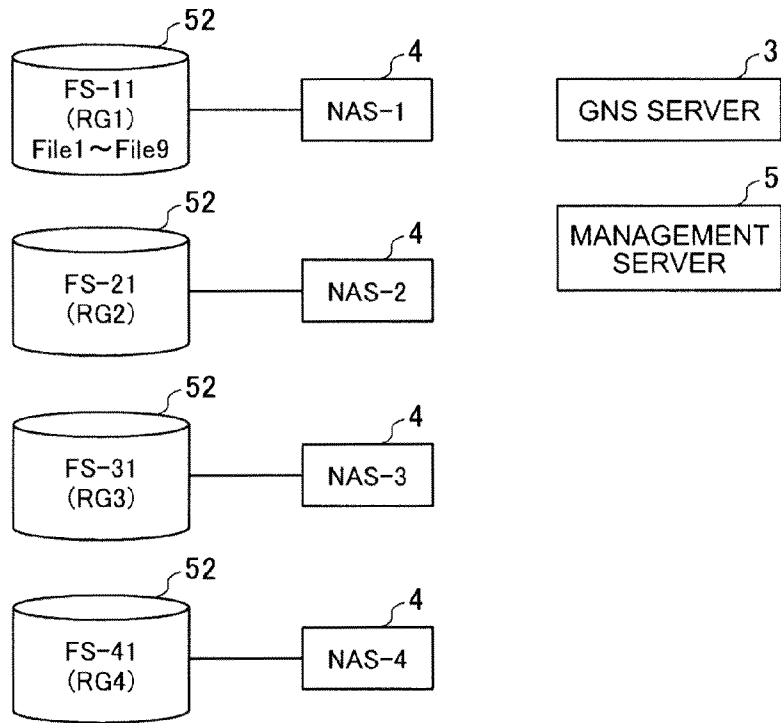 52
FS-11
(RG1)
File1～File9
4
NAS-1
3
GNS SERVER
52
FS-21
(RG2)
4
NAS-2
5
MANAGEMENT
SERVER
52
FS-31
(RG3)
4
NAS-3
52
FS-41
(RG4)
4
NAS-4